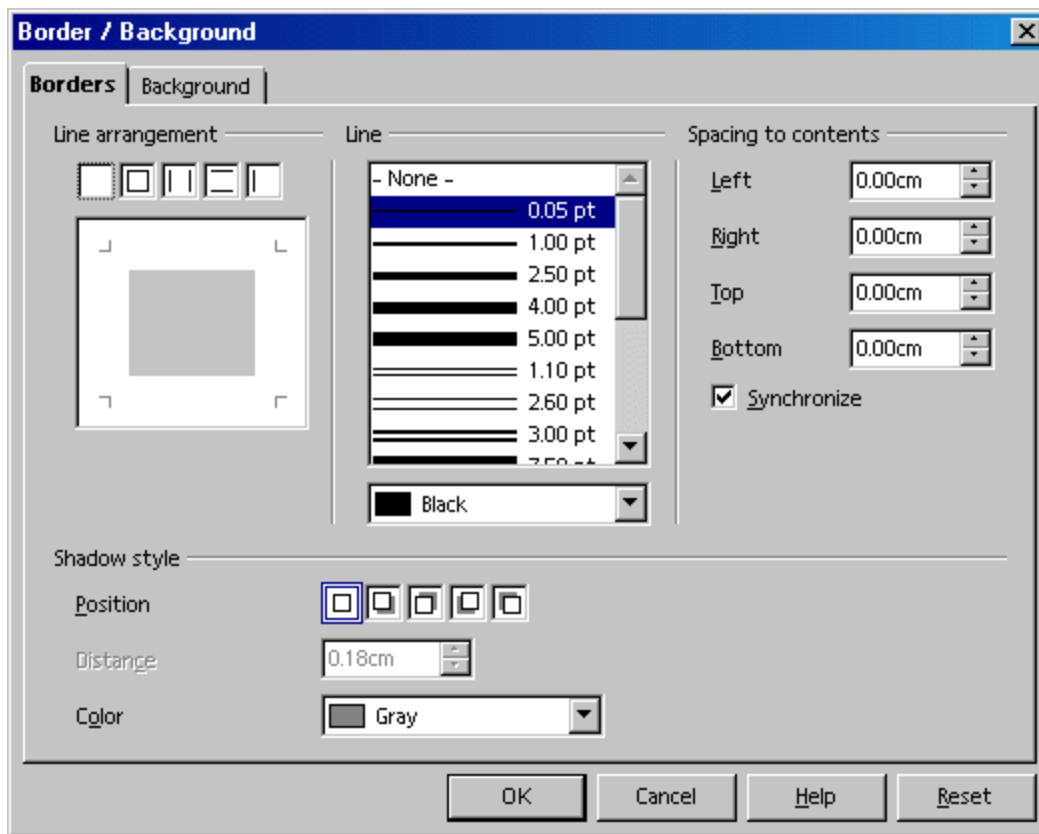 Border / Background
Borders Background
Line arrangement
Line
- None -
0.05 pt
1.00 pt
2.50 pt
4.00 pt
5.00 pt
1.10 pt
2.60 pt
3.00 pt
Black
Spacing to contents
Left 0.00cm
Right 0.00cm
Top 0.00cm
Bottom 0.00cm
Synchronize
Shadow style
Position
Distance 0.18cm
Color Gray
OK Cancel Help Reset